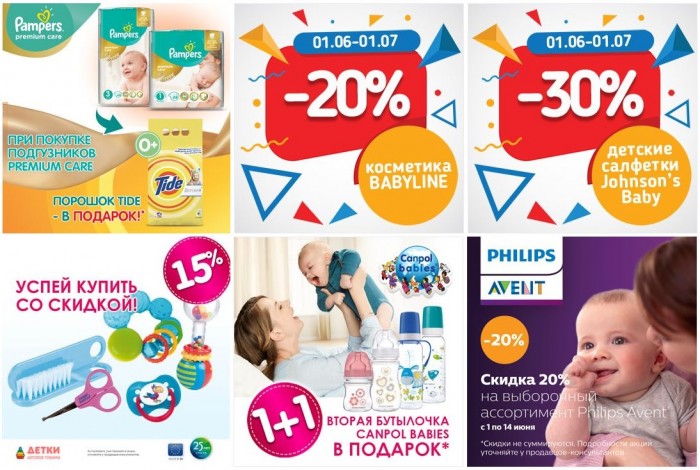 Pampers
premium care
ПРИ ПОКУПКЕ
ПОДГУЗНИКОВ
PREMIUM CARE
0+
Tide
ПОРОШОК TIDE
- В ПОДАРОК!*
01.06-01.07
-20%
косметика
BABYLINE
01.06-01.07
-30%
детские
салфетки
Johnson's
Baby
УСПЕЙ КУПИТЬ
СО СКИДКОЙ!
15%
ДЕТКИ
25 лет
Canpol
babies
1+1
ВТОРАЯ БУТЫЛОЧКА
CANPOL BABIES
В ПОДАРОК*
PHILIPS
AVENT
-20%
Скидка 20%
на выборочный
ассортимент Philips Avent
с 1 по 14 июня
*Скидки не суммируются. Подробности акции
уточняйте у продавцов-консультантов.